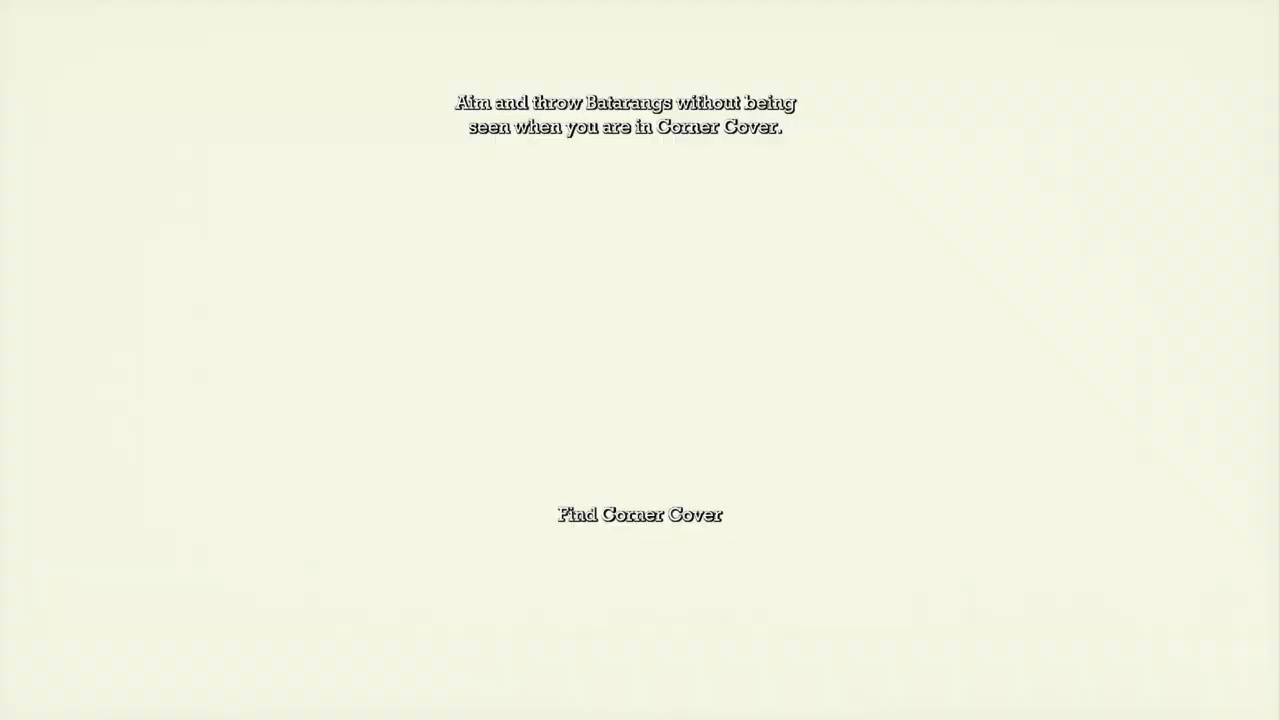 Aim and throw Batarangs without being
seen when you are in Corner Cover.
Find Corner Cover